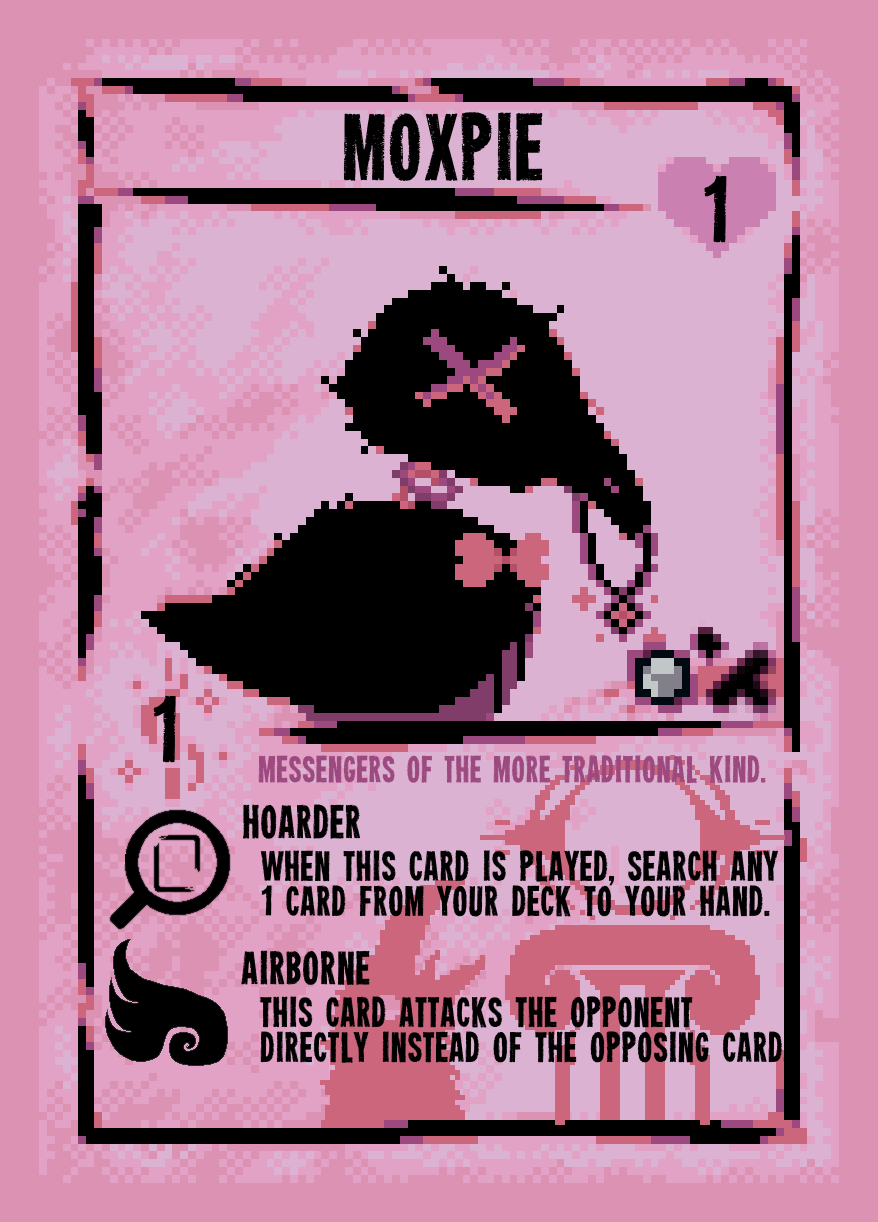 MOXPIE
1
1
MESSENGERS OF THE MORE TRADITIONAL KIND.
HOARDER
WHEN THIS CARD IS PLAYED, SEARCH ANY
1 CARD FROM YOUR DECK TO YOUR HAND.
AIRBORNE
THIS CARD ATTACKS THE OPPONENT
DIRECTLY INSTEAD OF THE OPPOSING CARD